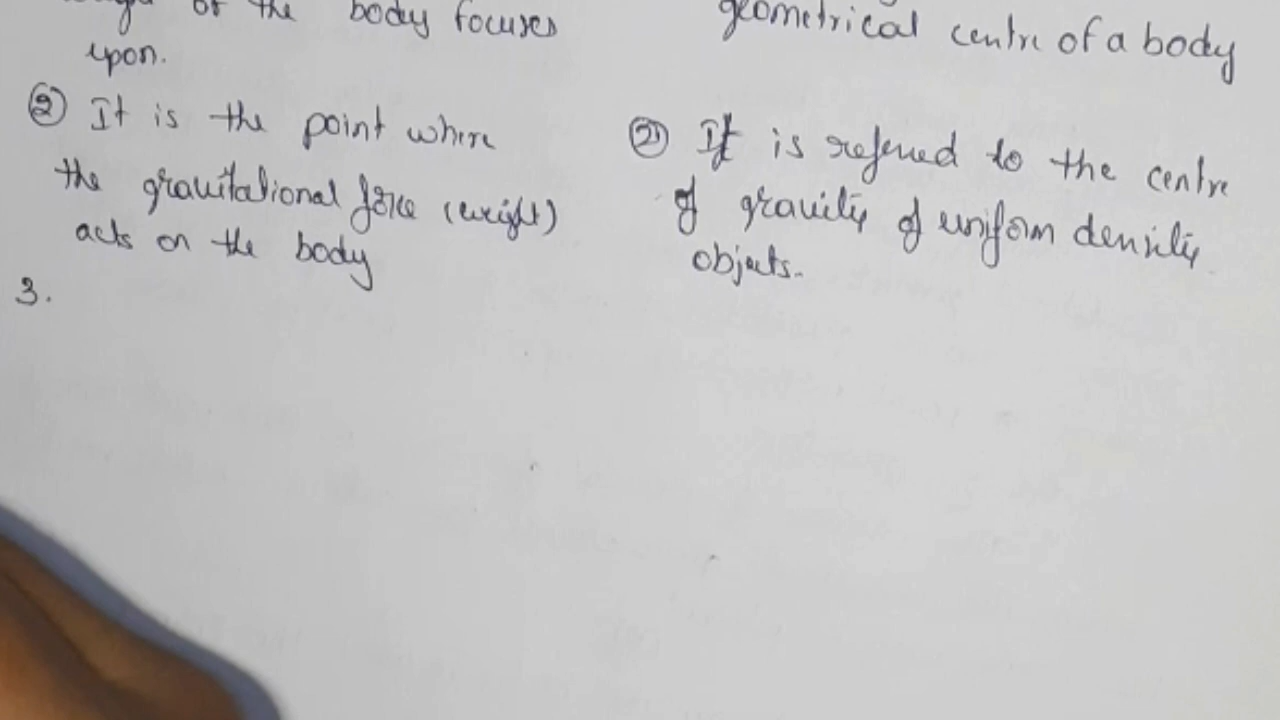 of the body focuses
upon.
② It is the point where
the gravitational force (weight)
acts on the body
3.
geometrical centre of a body
② It is referred to the centre
of gravity of uniform density
objects.